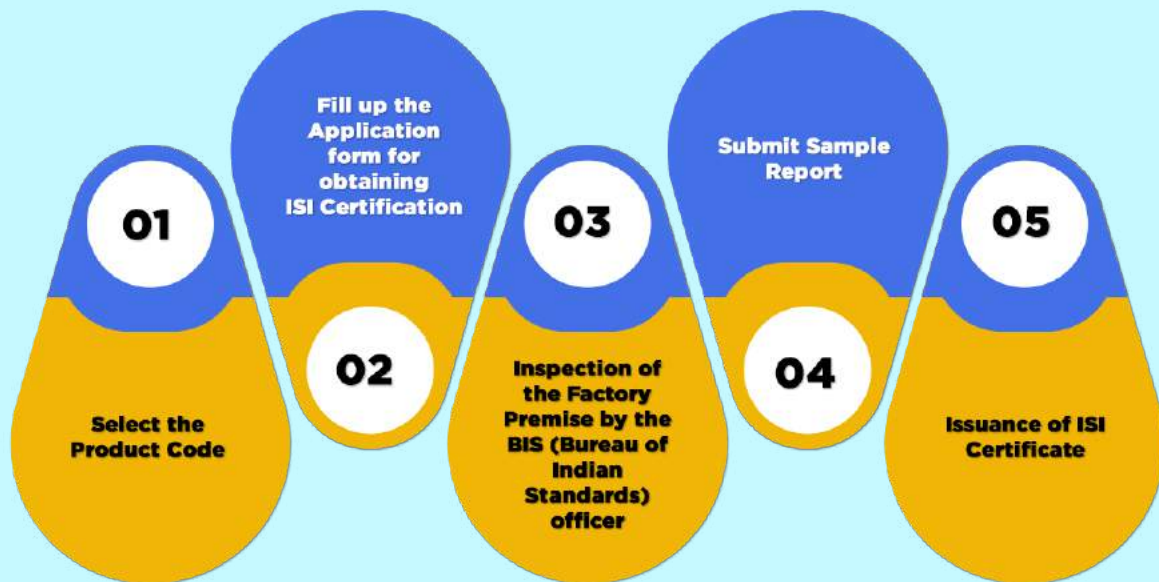 01
Select the
Product Code
Fill up the
Application
form for
obtaining
ISI Certification
02
03
Inspection of
the Factory
Premise by the
BIS (Bureau of
Indian
Standards)
officer
Submit Sample
Report
04
05
Issuance of ISI
Certificate